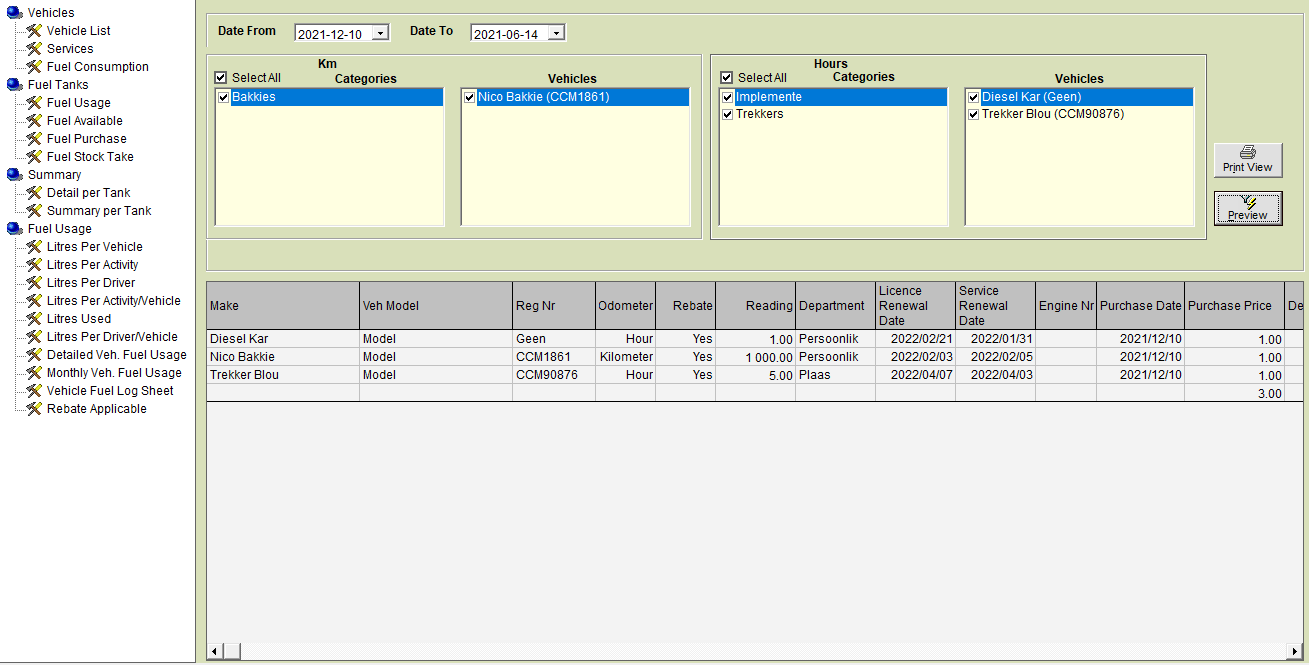 Vehicles
Vehicle List
Services
Fuel Consumption
Fuel Tanks
Fuel Usage
Fuel Available
Fuel Purchase
Fuel Stock Take
Summary
Detail per Tank
Summary per Tank
Fuel Usage
Litres Per Vehicle
Litres Per Activity
Litres Per Driver
Litres Per Activity/Vehicle
Litres Used
Litres Per Driver/Vehicle
Detailed Veh. Fuel Usage
Monthly Veh. Fuel Usage
Vehicle Fuel Log Sheet
Rebate Applicable
Date From 2021-12-10 Date To 2021-06-14
Km
Select All Categories Vehicles
Bakkies Nico Bakkie (CCM1861)
Hours
Select All Categories Vehicles
Implemente Diesel Kar (Geen)
Trekkers Trekker Blou (CCM90876)
Print View
Preview
Make Veh Model Reg Nr Odometer Rebate Reading Department Licence Renewal Date Service Renewal Date Engine Nr Purchase Date Purchase Price De
Diesel Kar Model Geen Hour Yes 1.00 Persoonlik 2022/02/21 2022/01/31 2021/12/10 1.00
Nico Bakkie Model CCM1861 Kilometer Yes 1 000.00 Persoonlik 2022/02/03 2022/02/05 2021/12/10 1.00
Trekker Blou Model CCM90876 Hour Yes 5.00 Plaas 2022/04/07 2022/04/03 2021/12/10 1.00
3.00